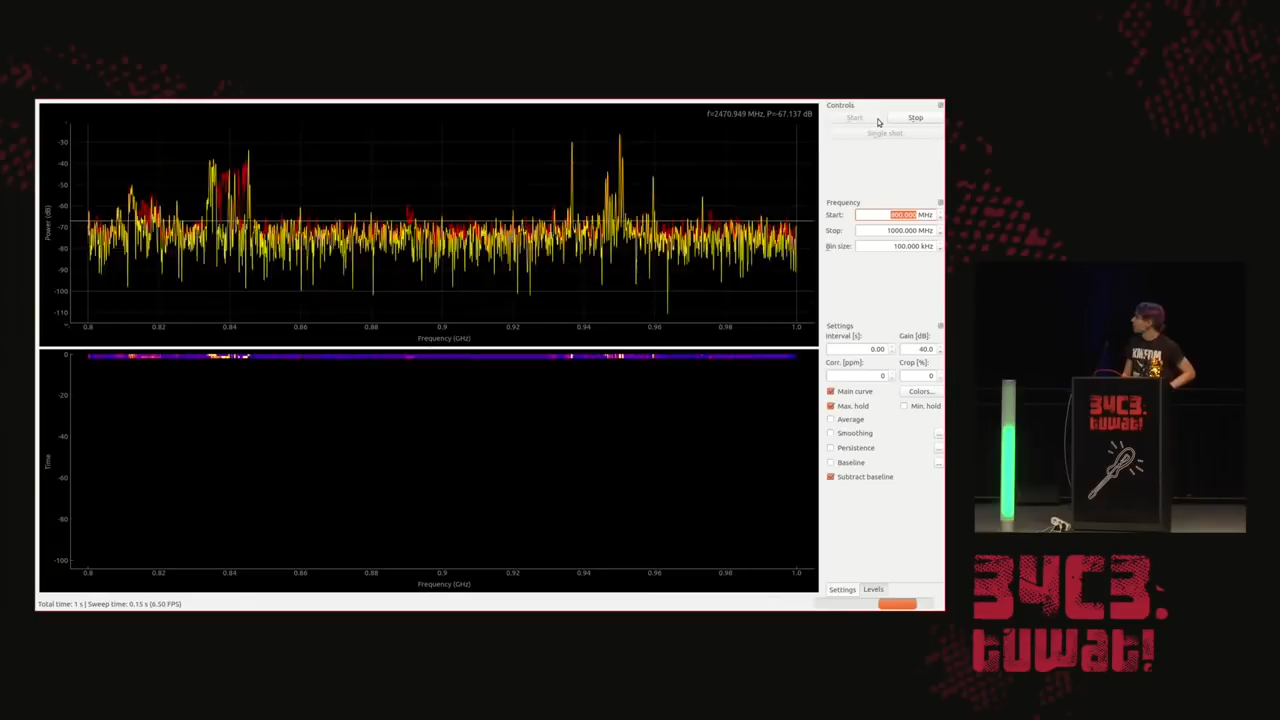 f=2470.949 MHz, P=-67.137 dB
-30
-40
-50
-60
-70
-80
-90
-100
-110
Power (dB)
0.8 0.82 0.84 0.86 0.88 0.9 0.92 0.94 0.96 0.98 1.0
Frequency (GHz)
0
-20
-40
-60
-80
-100
Time
0.8 0.82 0.84 0.86 0.88 0.9 0.92 0.94 0.96 0.98 1.0
Frequency (GHz)
Total time: 1 s | Sweep time: 0.15 s (6.50 FPS)
Controls
Start Stop
Single shot
Frequency
Start: 800.000 MHz
Stop: 1000.000 MHz
Bin size: 100.000 kHz
Settings
Interval [s]: Gain [dB]:
0.00 40.0
Corr. [ppm]: Crop [%]:
0 0
Main curve Colors...
Max. hold Min. hold
Average
Smoothing ...
Persistence ...
Baseline ...
Subtract baseline
Settings Levels
34C3.
tuwat!
34C3.
tuwat!